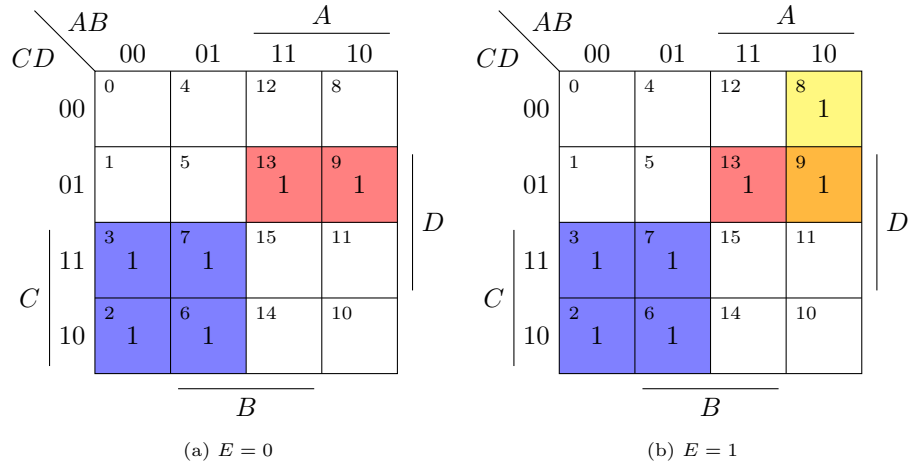 AB A AB A
CD 00 01 11 10 CD 00 01 11 10
00 0 4 12 8 00 0 4 12 8 1
01 1 5 13 1 9 1 D 01 1 5 13 1 9 1 D
C 11 3 1 7 1 15 11 C 11 3 1 7 1 15 11
10 2 1 6 1 14 10 10 2 1 6 1 14 10
B B
(a) E = 0 (b) E = 1